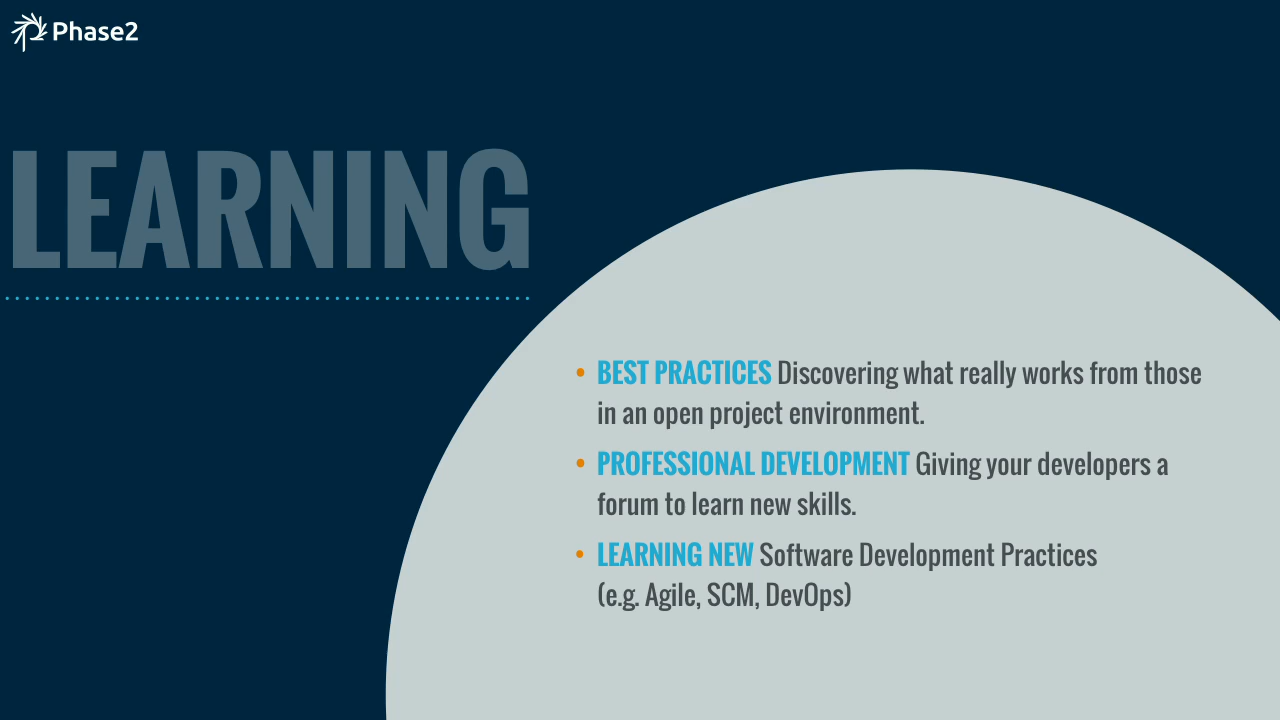 Phase2
LEARNING
• BEST PRACTICES Discovering what really works from those
in an open project environment.
• PROFESSIONAL DEVELOPMENT Giving your developers a
forum to learn new skills.
• LEARNING NEW Software Development Practices
(e.g. Agile, SCM, DevOps)